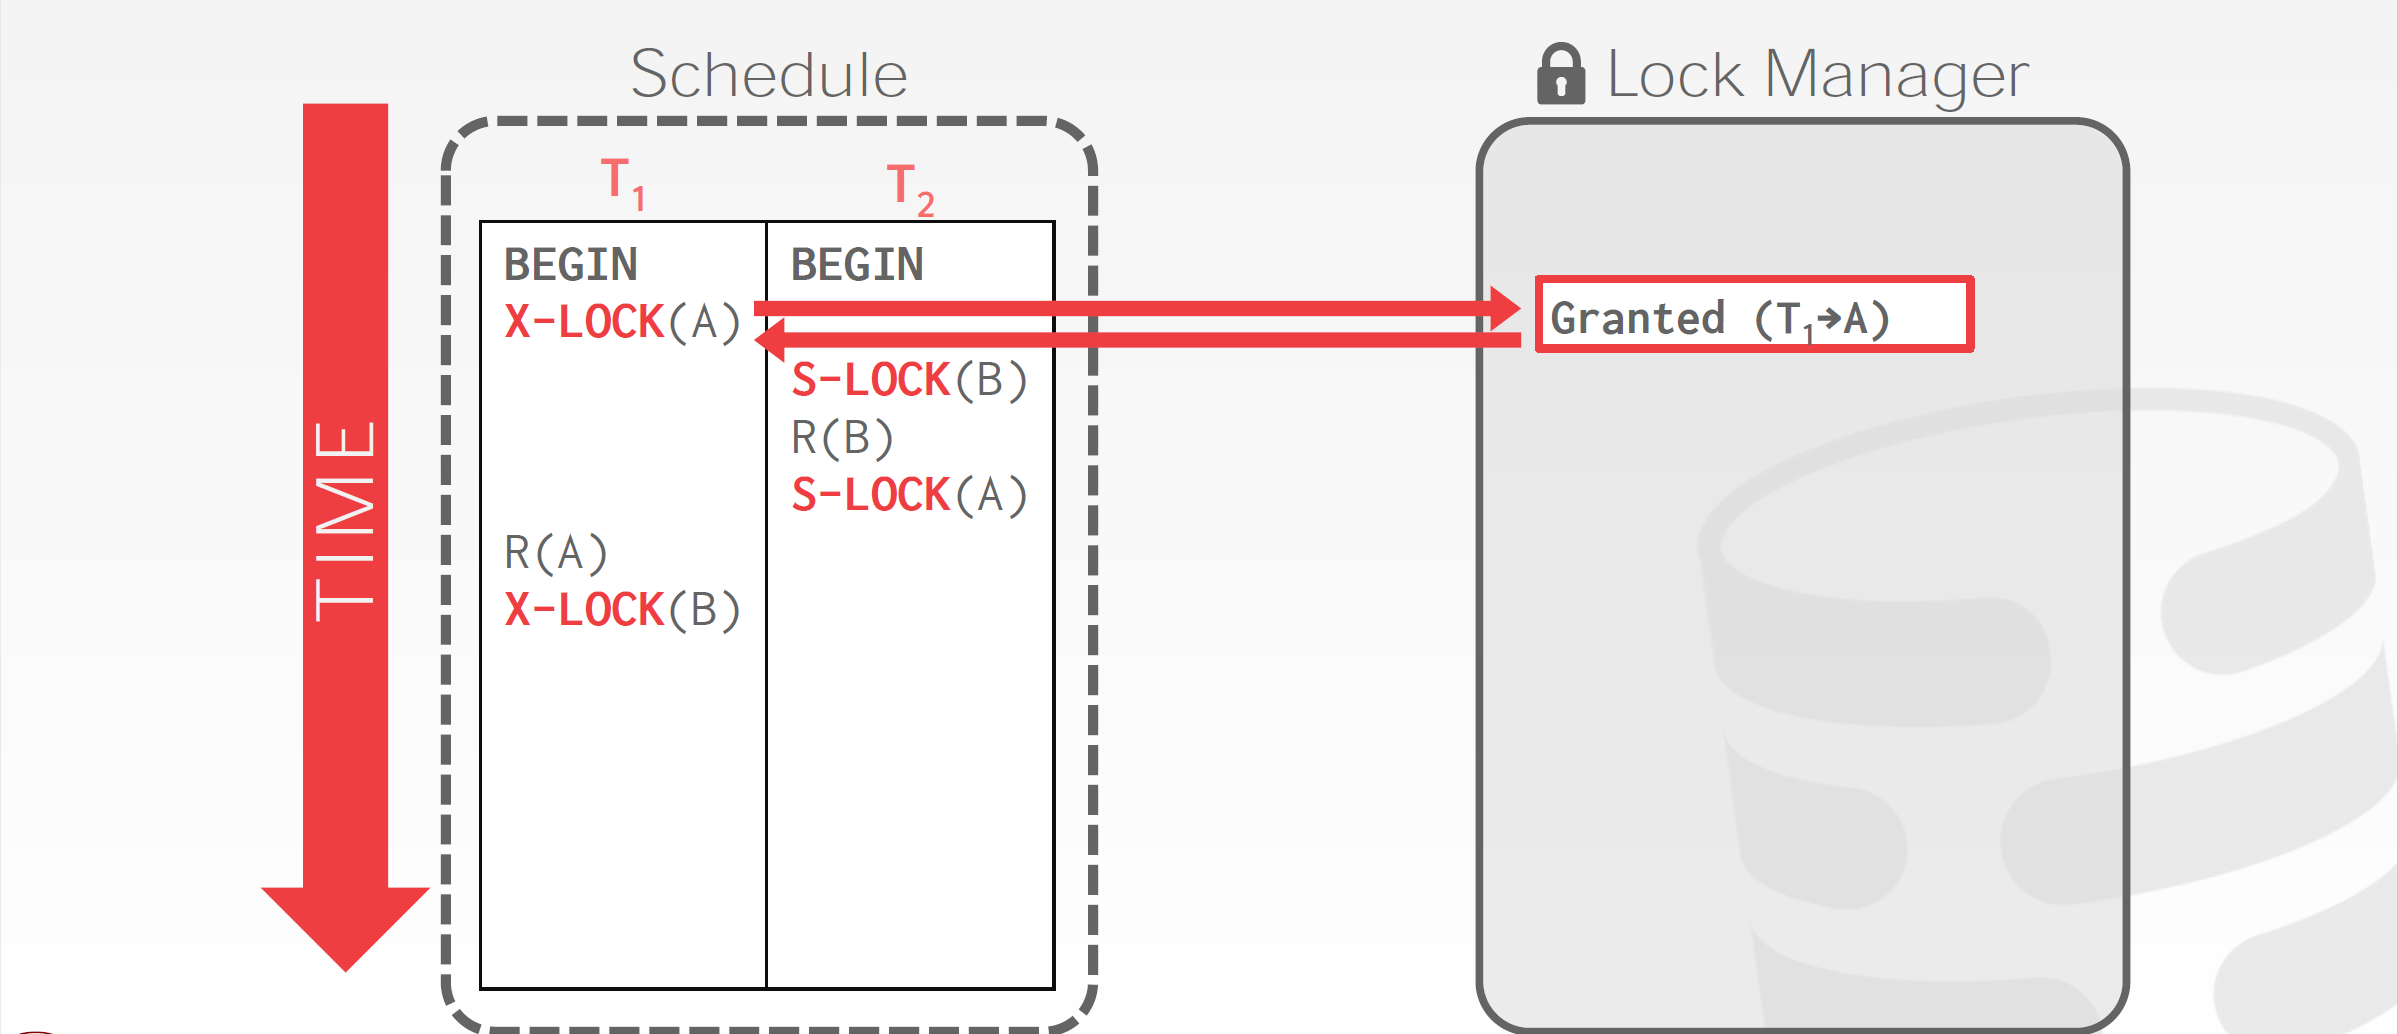 Schedule
Lock Manager
TIME
T1
T2
BEGIN
BEGIN
X-LOCK(A)
Granted (T1→A)
S-LOCK(B)
R(B)
S-LOCK(A)
R(A)
X-LOCK(B)